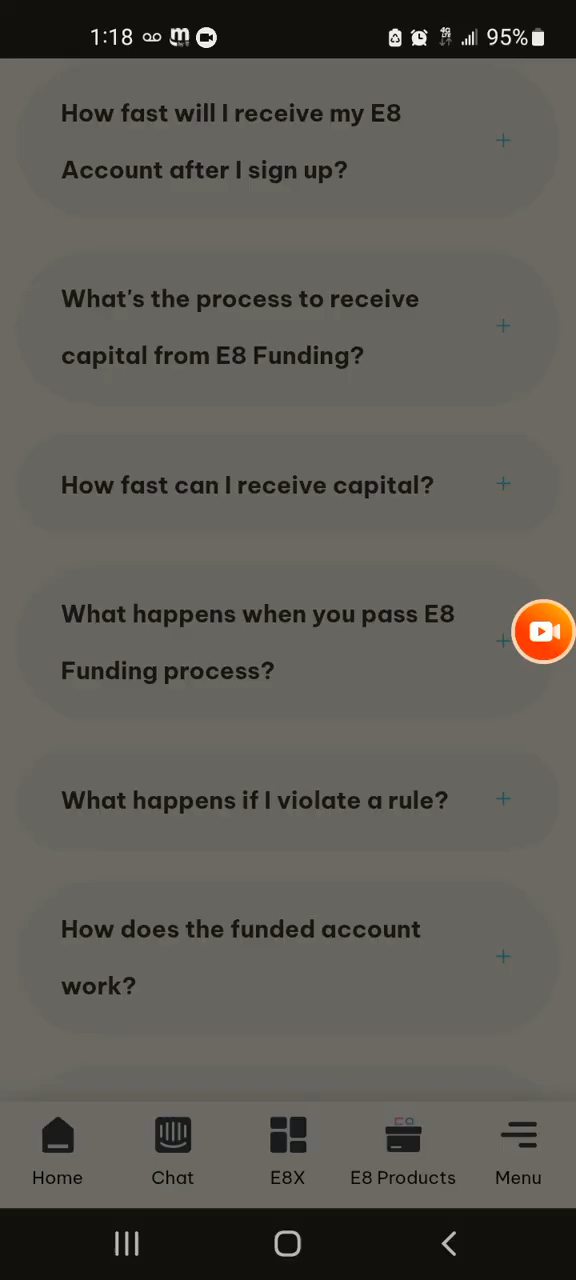 1:18
95%
How fast will I receive my E8
Account after I sign up?
What's the process to receive
capital from E8 Funding?
How fast can I receive capital?
What happens when you pass E8
Funding process?
What happens if I violate a rule?
How does the funded account
work?
Home
Chat
E8X
E8 Products
Menu